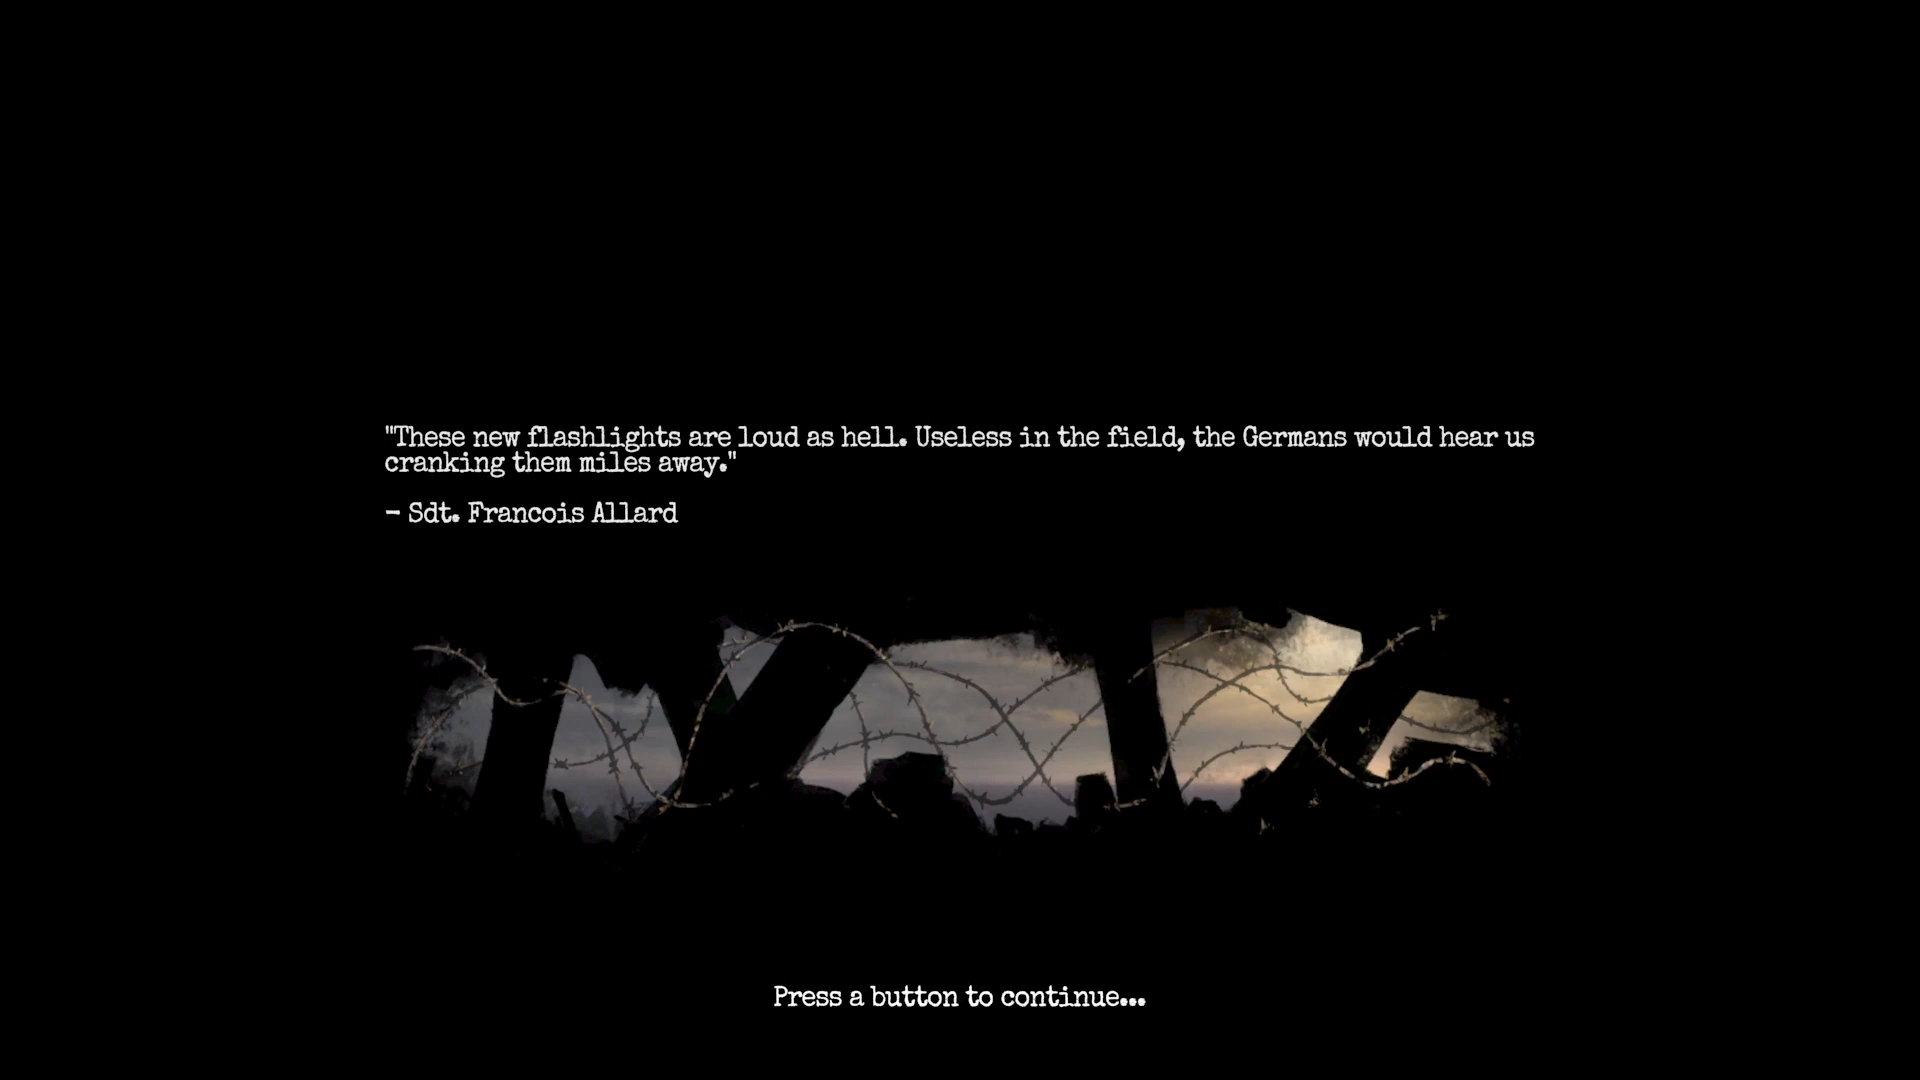 "These new flashlights are loud as hell. Useless in the field, the Germans would hear us
cranking them miles away."
- Sdt. Francois Allard
Press a button to continue...